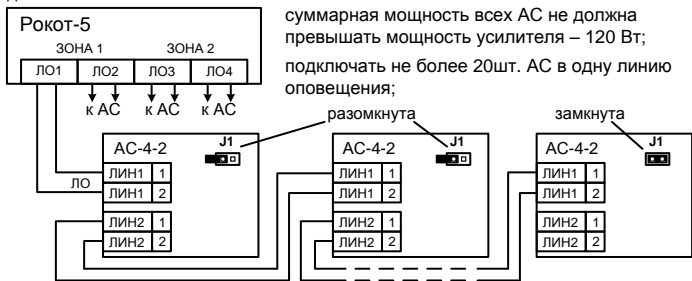 Рокот-5
ЗОНА 1 ЗОНА 2
ЛО1 ЛО2 ЛО3 ЛО4
к АС к АС к АС
суммарная мощность всех АС не должна
превышать мощность усилителя – 120 Вт;
подключать не более 20шт. АС в одну линию
оповещения;
разомкнута замкнута
АС-4-2 J1 АС-4-2 J1 АС-4-2 J1
ЛО
ЛИН1 1 ЛИН1 1 ЛИН1 1
ЛИН1 2 ЛИН1 2 ЛИН1 2
ЛИН2 1 ЛИН2 1 ЛИН2 1
ЛИН2 2 ЛИН2 2 ЛИН2 2